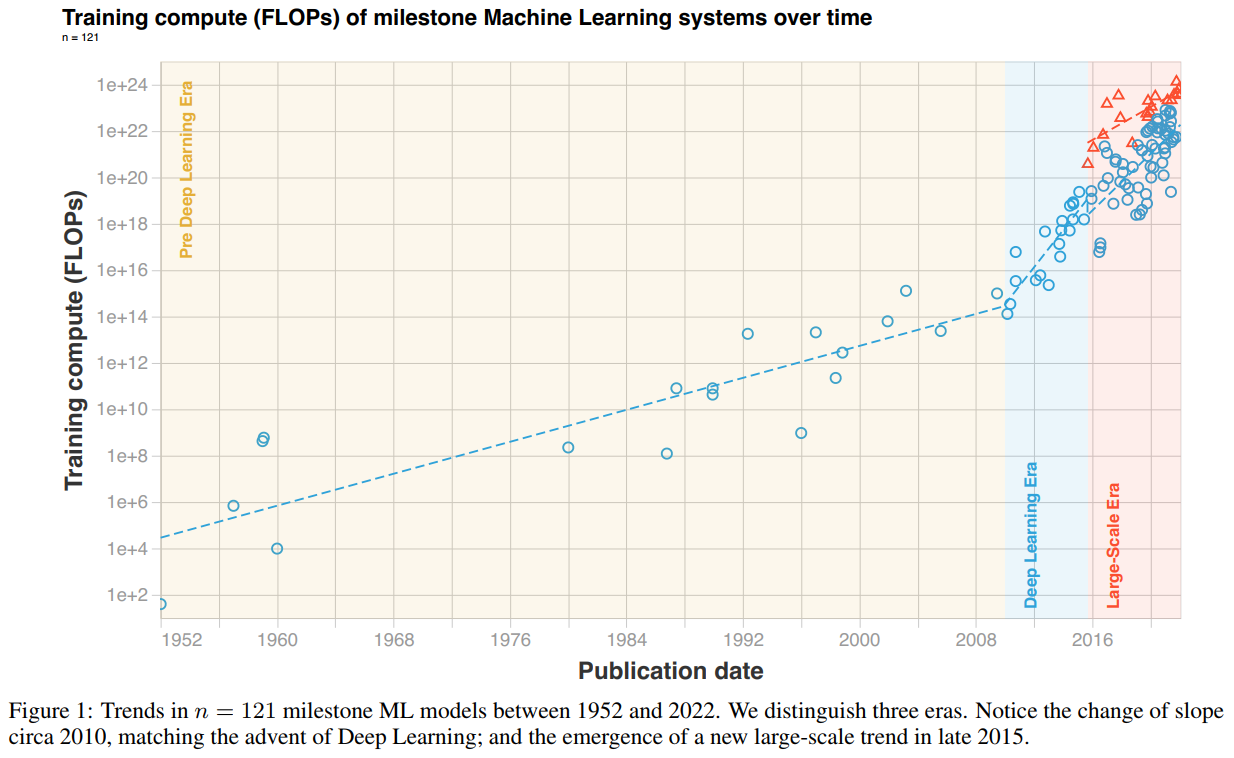 Training compute (FLOPs) of milestone Machine Learning systems over time
n = 121
Training compute (FLOPs)
1e+24
1e+22
1e+20
1e+18
1e+16
1e+14
1e+12
1e+10
1e+8
1e+6
1e+4
1e+2
Pre Deep Learning Era
Deep Learning Era
Large-Scale Era
1952 1960 1968 1976 1984 1992 2000 2008 2016
Publication date
Figure 1: Trends in n = 121 milestone ML models between 1952 and 2022. We distinguish three eras. Notice the change of slope
circa 2010, matching the advent of Deep Learning; and the emergence of a new large-scale trend in late 2015.